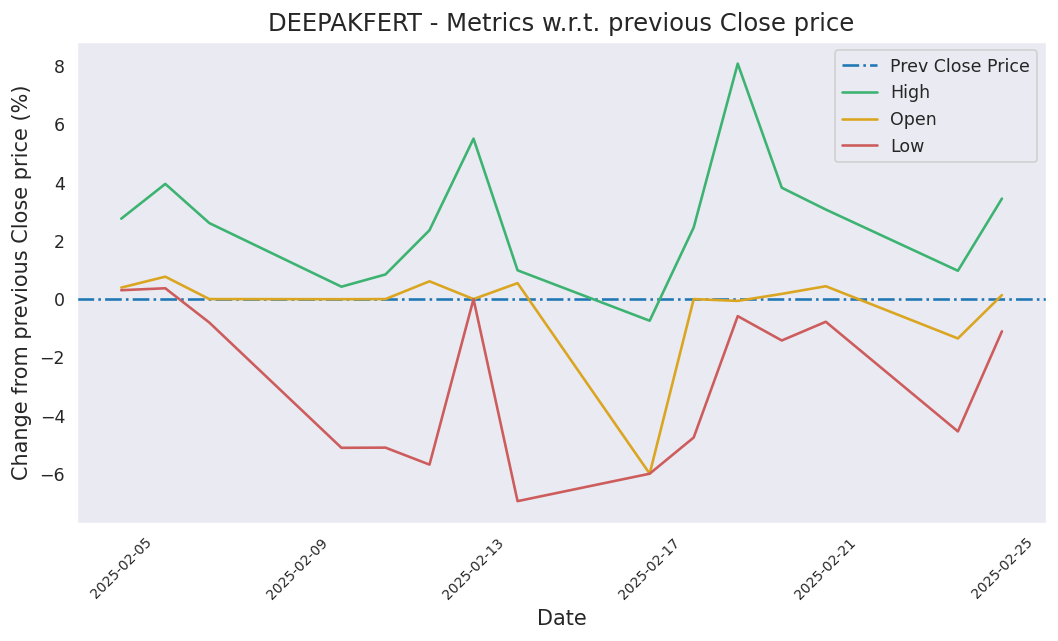 DEEPAKFERT - Metrics w.r.t. previous Close price
Prev Close Price
High
Open
Low
Change from previous Close price (%)
8
6
4
2
0
−2
−4
−6
2025-02-05
2025-02-09
2025-02-13
2025-02-17
2025-02-21
2025-02-25
Date